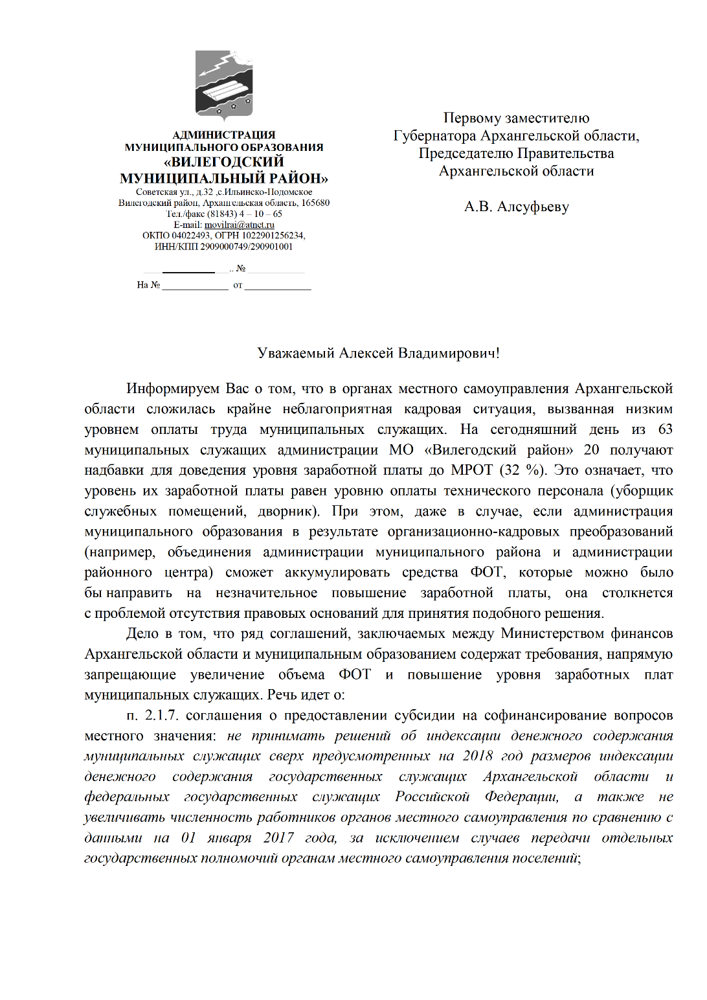 АДМИНИСТРАЦИЯ
МУНИЦИПАЛЬНОГО ОБРАЗОВАНИЯ
«ВИЛЕГОДСКИЙ
МУНИЦИПАЛЬНЫЙ РАЙОН»
Советская ул., д.32 ,с.Ильинско-Подомское
Вилегодский район, Архангельская область, 165680
Тел./факс (81843) 4 – 10 – 65
E-mail: movilrai@atnet.ru
ОКПО 04022493, ОГРН 1022901256234,
ИНН/КПП 2909000749/290901001
__________________.. № ____________
На № ______________ от ______________
Первому заместителю
Губернатора Архангельской области,
Председателю Правительства
Архангельской области
А.В. Алсуфьеву
Уважаемый Алексей Владимирович!
Информируем Вас о том, что в органах местного самоуправления Архангельской
области сложилась крайне неблагоприятная кадровая ситуация, вызванная низким
уровнем оплаты труда муниципальных служащих. На сегодняшний день из 63
муниципальных служащих администрации МО «Вилегодский район» 20 получают
надбавки для доведения уровня заработной платы до МРОТ (32 %). Это означает, что
уровень их заработной платы равен уровню оплаты технического персонала (уборщик
служебных помещений, дворник). При этом, даже в случае, если администрация
муниципального образования в результате организационно-кадровых преобразований
(например, объединения администрации муниципального района и администрации
районного центра) сможет аккумулировать средства ФОТ, которые можно было
бы направить на незначительное повышение заработной платы, она столкнется
с проблемой отсутствия правовых оснований для принятия подобного решения.
Дело в том, что ряд соглашений, заключаемых между Министерством финансов
Архангельской области и муниципальным образованием содержат требования, напрямую
запрещающие увеличение объема ФОТ и повышение уровня заработных плат
муниципальных служащих. Речь идет о:
п. 2.1.7. соглашения о предоставлении субсидии на софинансирование вопросов
местного значения: не принимать решений об индексации денежного содержания
муниципальных служащих сверх предусмотренных на 2018 год размеров индексации
денежного содержания государственных служащих Архангельской области и
федеральных государственных служащих Российской Федерации, а также не
увеличивать численность работников органов местного самоуправления по сравнению с
данными на 01 января 2017 года, за исключением случаев передачи отдельных
государственных полномочий органам местного самоуправления поселений;